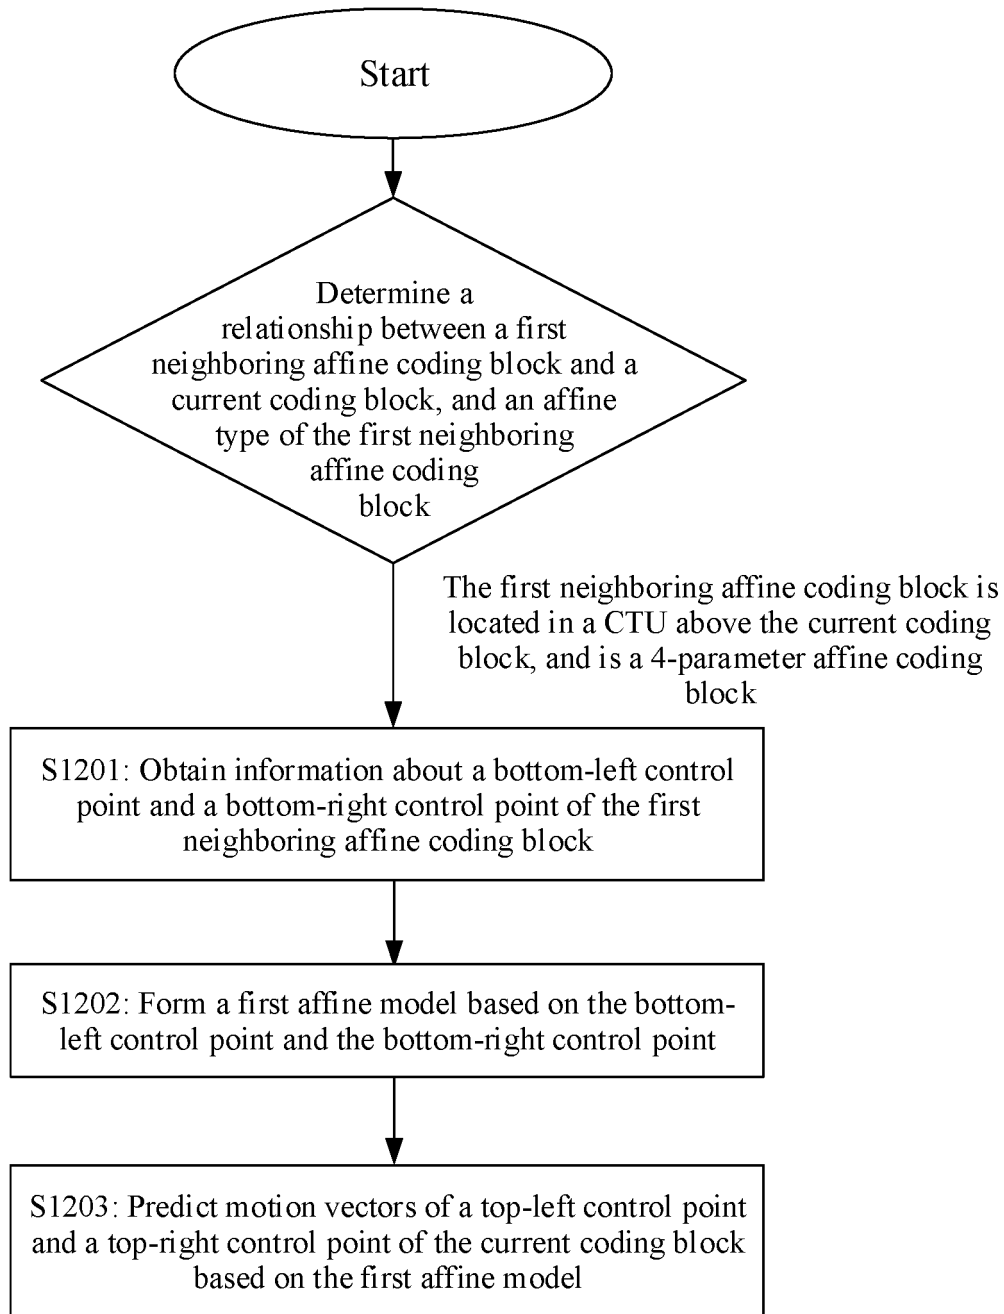 Start
Determine a
relationship between a first
neighboring affine coding block and a
current coding block, and an affine
type of the first neighboring
affine coding
block
The first neighboring affine coding block is
located in a CTU above the current coding
block, and is a 4-parameter affine coding
block
S1201: Obtain information about a bottom-left control
point and a bottom-right control point of the first
neighboring affine coding block
S1202: Form a first affine model based on the bottom-
left control point and the bottom-right control point
S1203: Predict motion vectors of a top-left control point
and a top-right control point of the current coding block
based on the first affine model